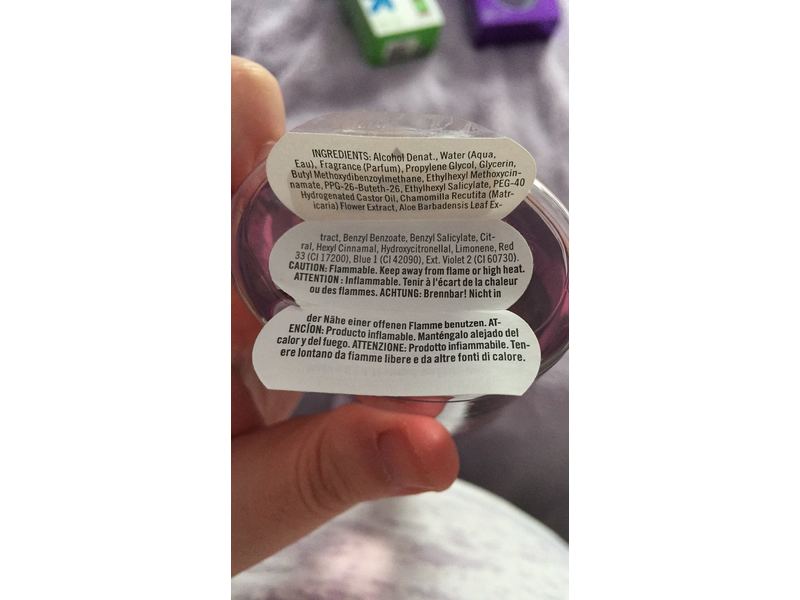 INGREDIENTS: Alcohol Denat., Water (Aqua,
Eau), Fragrance (Parfum), Propylene Glycol, Glycerin,
Butyl Methoxydibenzoylmethane, Ethylhexyl Methoxycin-
namate, PPG-26-Buteth-26, Ethylhexyl Salicylate, PEG-40
Hydrogenated Castor Oil, Chamomilla Recutita (Matr-
icaria) Flower Extract, Aloe Barbadensis Leaf Ex-
tract, Benzyl Benzoate, Benzyl Salicylate, Cit-
ral, Hexyl Cinnamal, Hydroxycitronellal, Limonene, Red
33 (CI 17200), Blue 1 (CI 42090), Ext. Violet 2 (CI 60730).
CAUTION: Flammable. Keep away from flame or high heat.
ATTENTION : Inflammable. Tenir à l'écart de la chaleur
ou des flammes. ACHTUNG: Brennbar! Nicht in
der Nähe einer offenen Flamme benutzen. AT-
ENCÍON: Producto inflamable. Manténgalo alejado del
calor y del fuego. ATTENZIONE: Prodotto infiammabile. Ten-
ere lontano da fiamme libere e da altre fonti di calore.